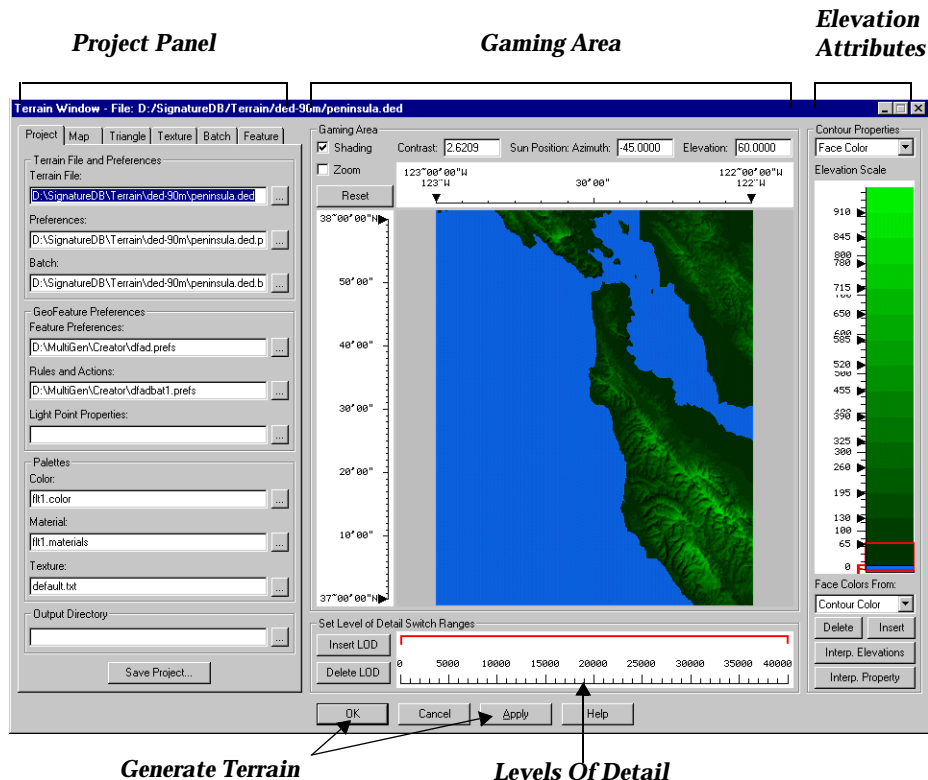 Project Panel
Gaming Area
Elevation
Attributes
Terrain Window - File: D:/SignatureDB/Terrain/ded-90m/peninsula.ded
Project Map Triangle Texture Batch Feature
Terrain File and Preferences
Terrain File:
D:\SignatureDB\Terrain\ded-90m\peninsula.ded
...
Preferences:
D:\SignatureDB\Terrain\ded-90m\peninsula.ded.p
...
Batch:
D:\SignatureDB\Terrain\ded-90m\peninsula.ded.b
...
GeoFeature Preferences
Feature Preferences:
D:\MultiGen\Creator\dfad.prefs
...
Rules and Actions:
D:\MultiGen\Creator\dfadbat1.prefs
...
Light Point Properties:
...
Palettes
Color:
flt1.color
...
Material:
flt1.materials
...
Texture:
default.txt
...
Output Directory
...
Save Project...
Gaming Area
Shading Contrast: 2.6209 Sun Position: Azimuth: -45.0000 Elevation: 60.0000
Zoom
Reset
123~00'00"W 122~00'00"W
123~W 30'00" 122~W
38~00'00"N
50'00"
40'00"
30'00"
20'00"
10'00"
37~00'00"N
Set Level of Detail Switch Ranges
Insert LOD
Delete LOD
0 5000 10000 15000 20000 25000 30000 35000 40000
Contour Properties
Face Color
Elevation Scale
910
845
800
780
715
700
650
600
585
520
500
455
390
325
300
260
195
130
100
65
0
Face Colors From:
Contour Color
Delete Insert
Interp. Elevations
Interp. Property
OK Cancel Apply Help
Generate Terrain
Levels Of Detail